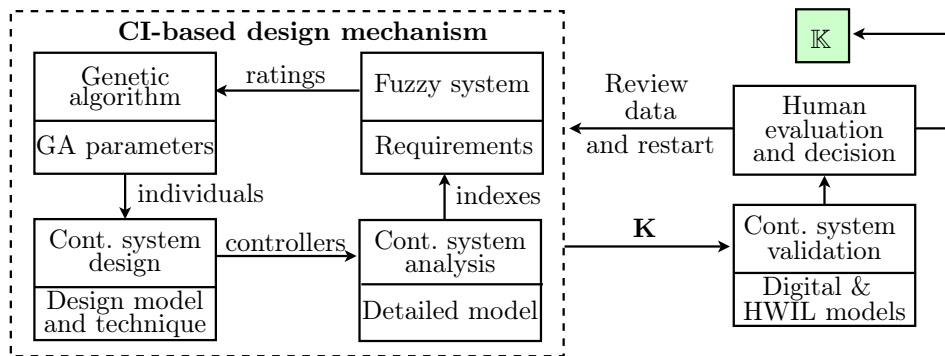 CI-based design mechanism
Genetic
algorithm
GA parameters
ratings
Fuzzy system
Requirements
individuals
indexes
Cont. system
design
Design model
and technique
controllers
Cont. system
analysis
Detailed model
𝕂
Review
data
and restart
Human
evaluation
and decision
K
Cont. system
validation
Digital &
HWIL models